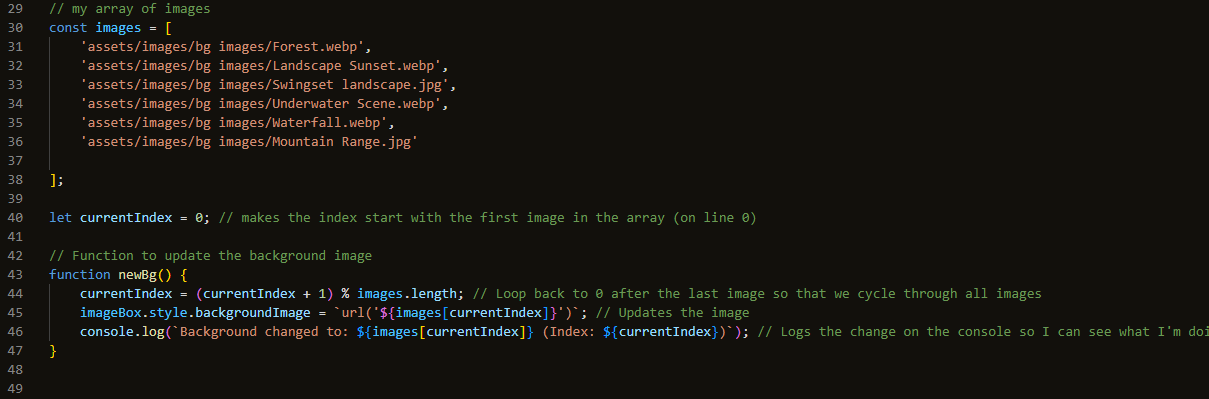 29 // my array of images
30 const images = [
31 'assets/images/bg images/Forest.webp',
32 'assets/images/bg images/Landscape Sunset.webp',
33 'assets/images/bg images/Swingset landscape.jpg',
34 'assets/images/bg images/Underwater Scene.webp',
35 'assets/images/bg images/Waterfall.webp',
36 'assets/images/bg images/Mountain Range.jpg'
37
38 ];
39
40 let currentIndex = 0; // makes the index start with the first image in the array (on line 0)
41
42 // Function to update the background image
43 function newBg() {
44 currentIndex = (currentIndex + 1) % images.length; // Loop back to 0 after the last image so that we cycle through all images
45 imageBox.style.backgroundImage = `url('${images[currentIndex]}')`; // Updates the image
46 console.log(`Background changed to: ${images[currentIndex]} (Index: ${currentIndex})`); // Logs the change on the console so I can see what I'm doi
47 }
48
49